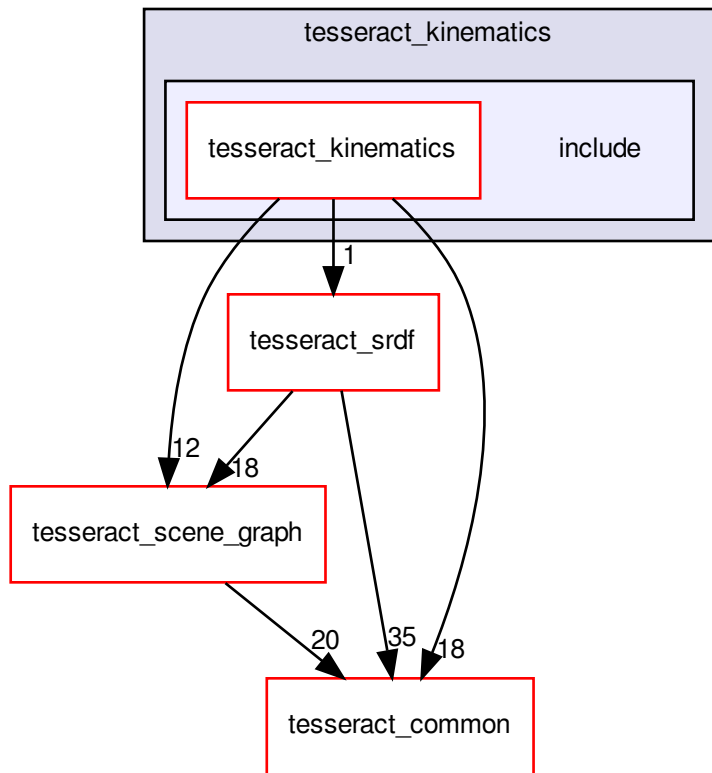 tesseract_kinematics
tesseract_kinematics
include
1
tesseract_srdf
12
18
tesseract_scene_graph
20
35
18
tesseract_common